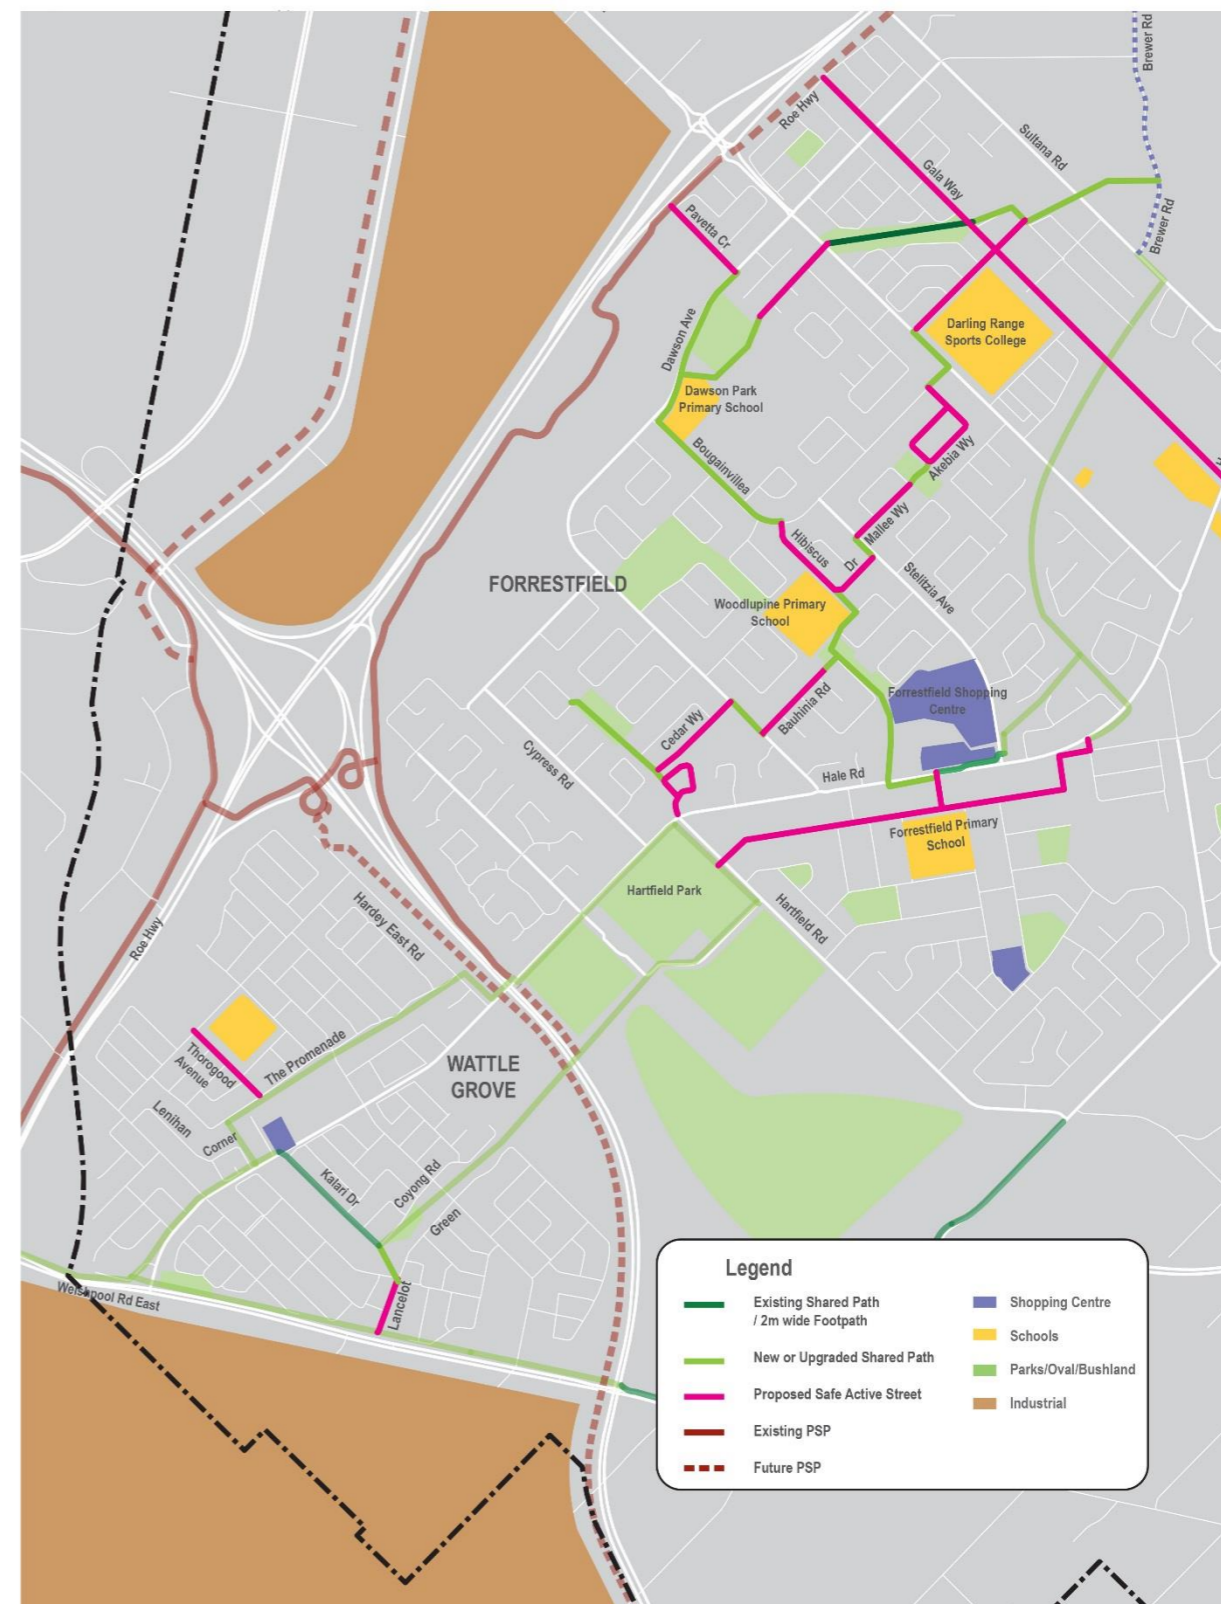 Brewer Rd
Roe Hwy
Sultana Rd
Gala Way
Brewer Rd
Pavetta Cr
Darling Range
Sports College
Dawson Ave
Dawson Park
Primary School
Bougainvillea
Akebia Wy
Mallee Wy
Hibiscus
Dr
Stelitzia Ave
FORRESTFIELD
Woodlupine Primary
School
Forrestfield Shopping
Centre
Bauhinia Rd
Cedar Wy
Cypress Rd
Hale Rd
Forrestfield Primary
School
Hartfield Park
Hartfield Rd
Hardey East Rd
Roe Hwy
WATTLE
GROVE
The Promenade
Thorogood
Avenue
Lenihan
Corner
Kalari Dr
Coyong Rd
Green
Lancelot
Welshpool Rd East
Legend
Existing Shared Path
/ 2m wide Footpath
New or Upgraded Shared Path
Proposed Safe Active Street
Existing PSP
Future PSP
Shopping Centre
Schools
Parks/Oval/Bushland
Industrial